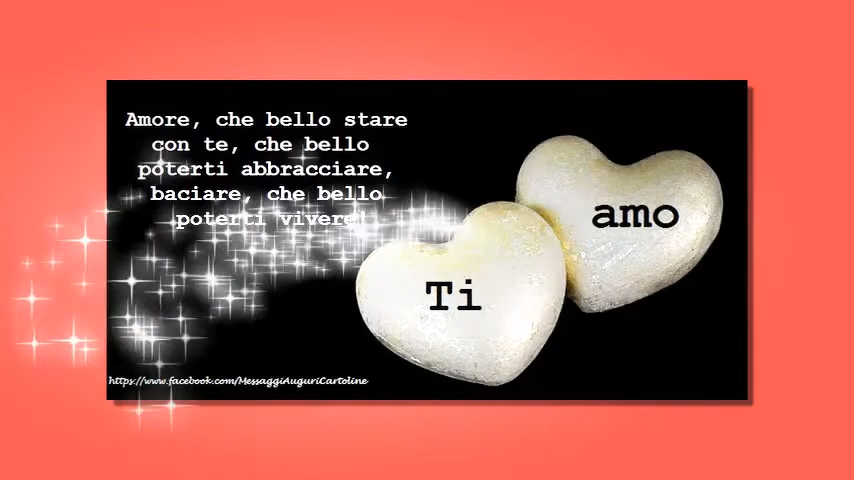 Amore, che bello stare
con te, che bello
poterti abbracciare,
baciare, che bello
poterti vivere!
Ti
amo
https://www.facebook.com/MessaggiAuguriCartoline